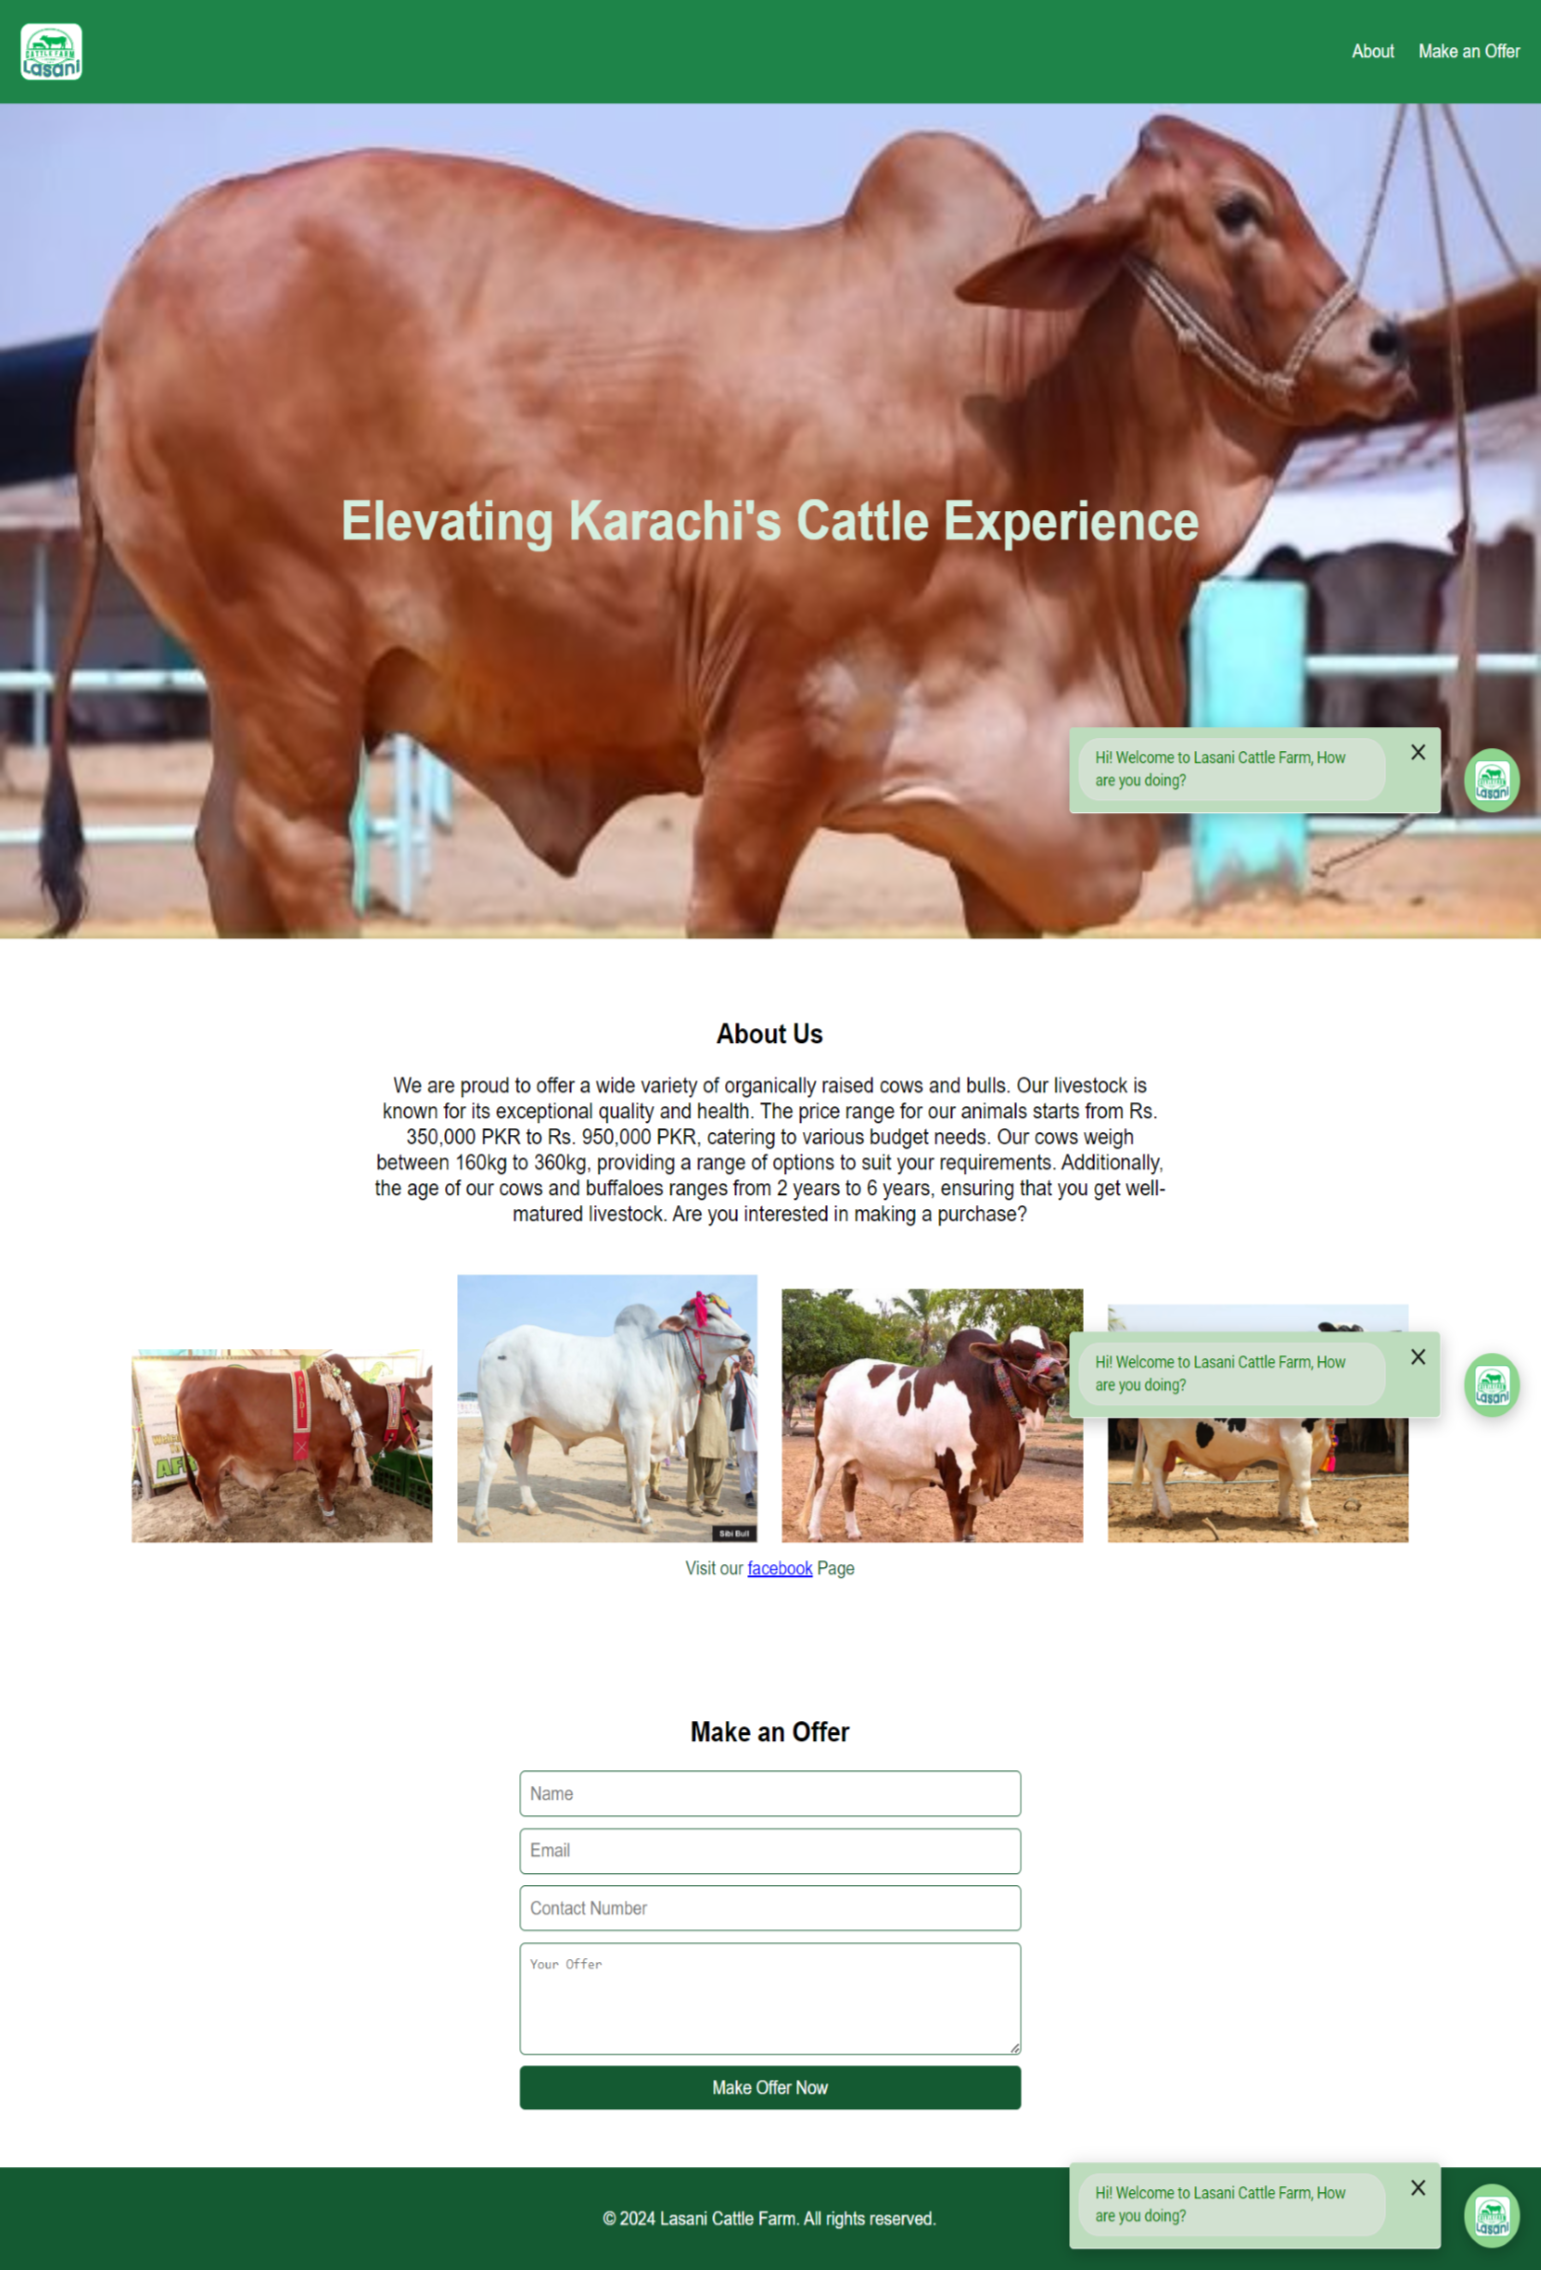 CATTLE FARM
Lasani
About
Make an Offer
Elevating Karachi's Cattle Experience
Hi! Welcome to Lasani Cattle Farm, How
are you doing?
Lasani
About Us
We are proud to offer a wide variety of organically raised cows and bulls. Our livestock is
known for its exceptional quality and health. The price range for our animals starts from Rs.
350,000 PKR to Rs. 950,000 PKR, catering to various budget needs. Our cows weigh
between 160kg to 360kg, providing a range of options to suit your requirements. Additionally,
the age of our cows and buffaloes ranges from 2 years to 6 years, ensuring that you get well-
matured livestock. Are you interested in making a purchase?
Sibi Bull
Hi! Welcome to Lasani Cattle Farm, How
are you doing?
Lasani
Visit our facebook Page
Make an Offer
Name
Email
Contact Number
Your Offer
Make Offer Now
© 2024 Lasani Cattle Farm. All rights reserved.
Hi! Welcome to Lasani Cattle Farm, How
are you doing?
Lasani